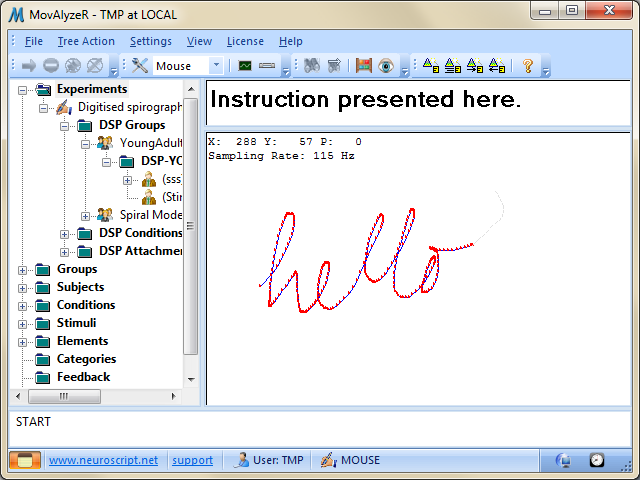 MovAlyzeR - TMP at LOCAL
File Tree Action Settings View License Help
Mouse
Experiments
Digitised spirograph
DSP Groups
YoungAdult
DSP-YO
(sss)
(Stir
Spiral Mode
DSP Conditions
DSP Attachmen
Groups
Subjects
Conditions
Stimuli
Elements
Categories
Feedback
Instruction presented here.
X: 288 Y: 57 P: 0
Sampling Rate: 115 Hz
hello
START
www.neuroscript.net support User: TMP MOUSE